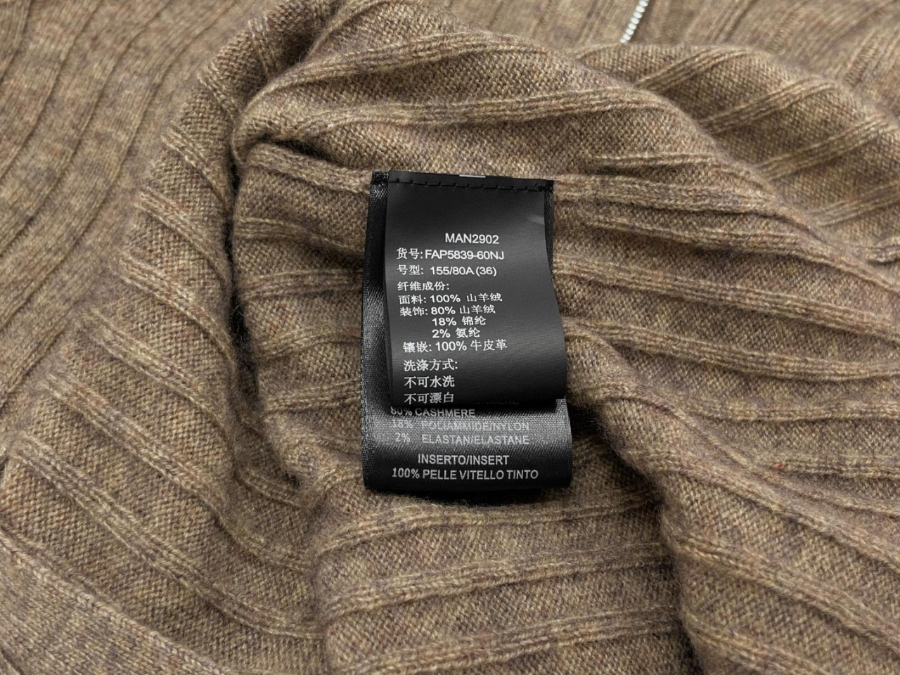 MAN2902
货号:FAP5839-60NJ
号型: 155/80A(36)
纤维成份:
面料: 100% 山羊绒
装饰: 80% 山羊绒
18% 锦纶
2% 氨纶
镶嵌: 100% 牛皮革
洗涤方式:
不可水洗
不可漂白
80% CASHMERE
18% POLIAMMIDE/NYLON
2% ELASTAN/ELASTANE
INSERTO/INSERT
100% PELLE VITELLO TINTO